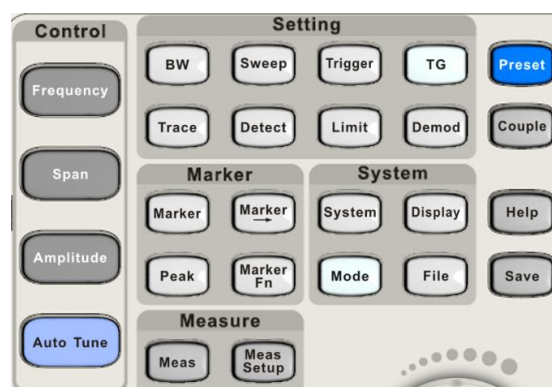 Control
Frequency
Span
Amplitude
Auto Tune
Setting
BW
Sweep
Trigger
TG
Trace
Detect
Limit
Demod
Marker
Marker
Marker
→
Peak
Marker
Fn
System
System
Display
Mode
File
Measure
Meas
Meas
Setup
Preset
Couple
Help
Save